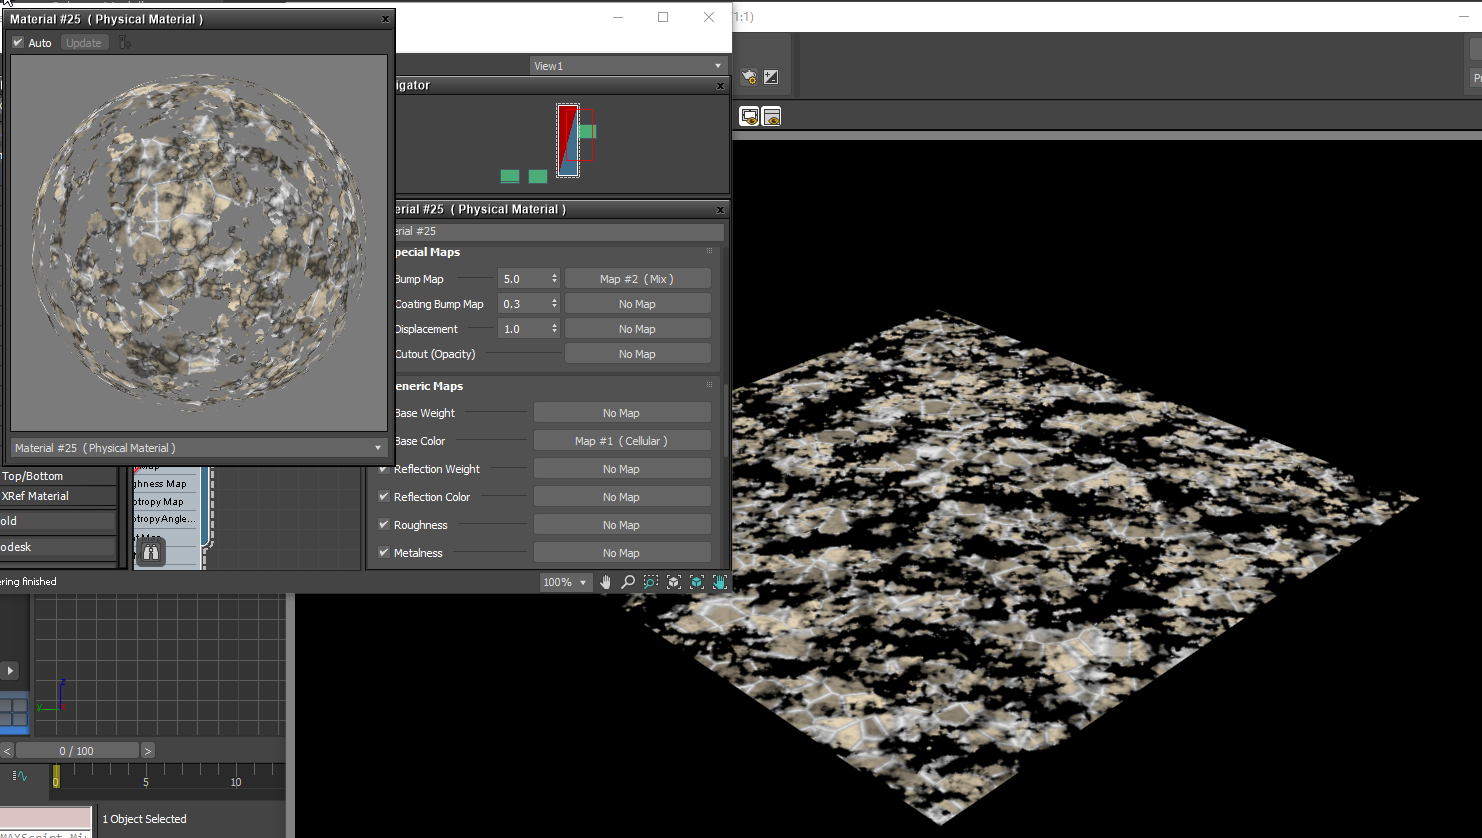 Material #25 ( Physical Material )
x
1:1)
Auto
Update
View1
igator
x
erial #25 ( Physical Material )
x
erial #25
pecial Maps
Bump Map
5.0
Map #2 ( Mix )
Coating Bump Map
0.3
No Map
Displacement
1.0
No Map
Cutout (Opacity)
No Map
eneric Maps
Base Weight
No Map
Base Color
Map #1 ( Cellular )
Material #25 ( Physical Material )
Reflection Weight
No Map
Reflection Color
No Map
Roughness
No Map
Metalness
No Map
Top/Bottom
XRef Material
old
odesk
ghness Map
otropy Map
otropyAngle...
ering finished
100%
z
y
< 0 / 100 >
0 5 10
1 Object Selected
MAXScript Mi